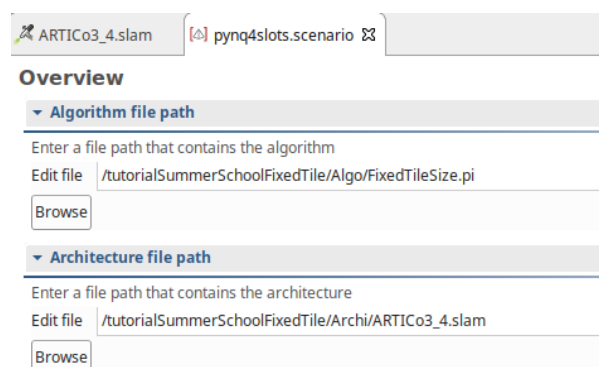 ARTICo3_4.slam
pynq4slots.scenario
Overview
Algorithm file path
Enter a file path that contains the algorithm
Edit file /tutorialSummerSchoolFixedTile/Algo/FixedTileSize.pi
Browse
Architecture file path
Enter a file path that contains the architecture
Edit file /tutorialSummerSchoolFixedTile/Archi/ARTICo3_4.slam
Browse